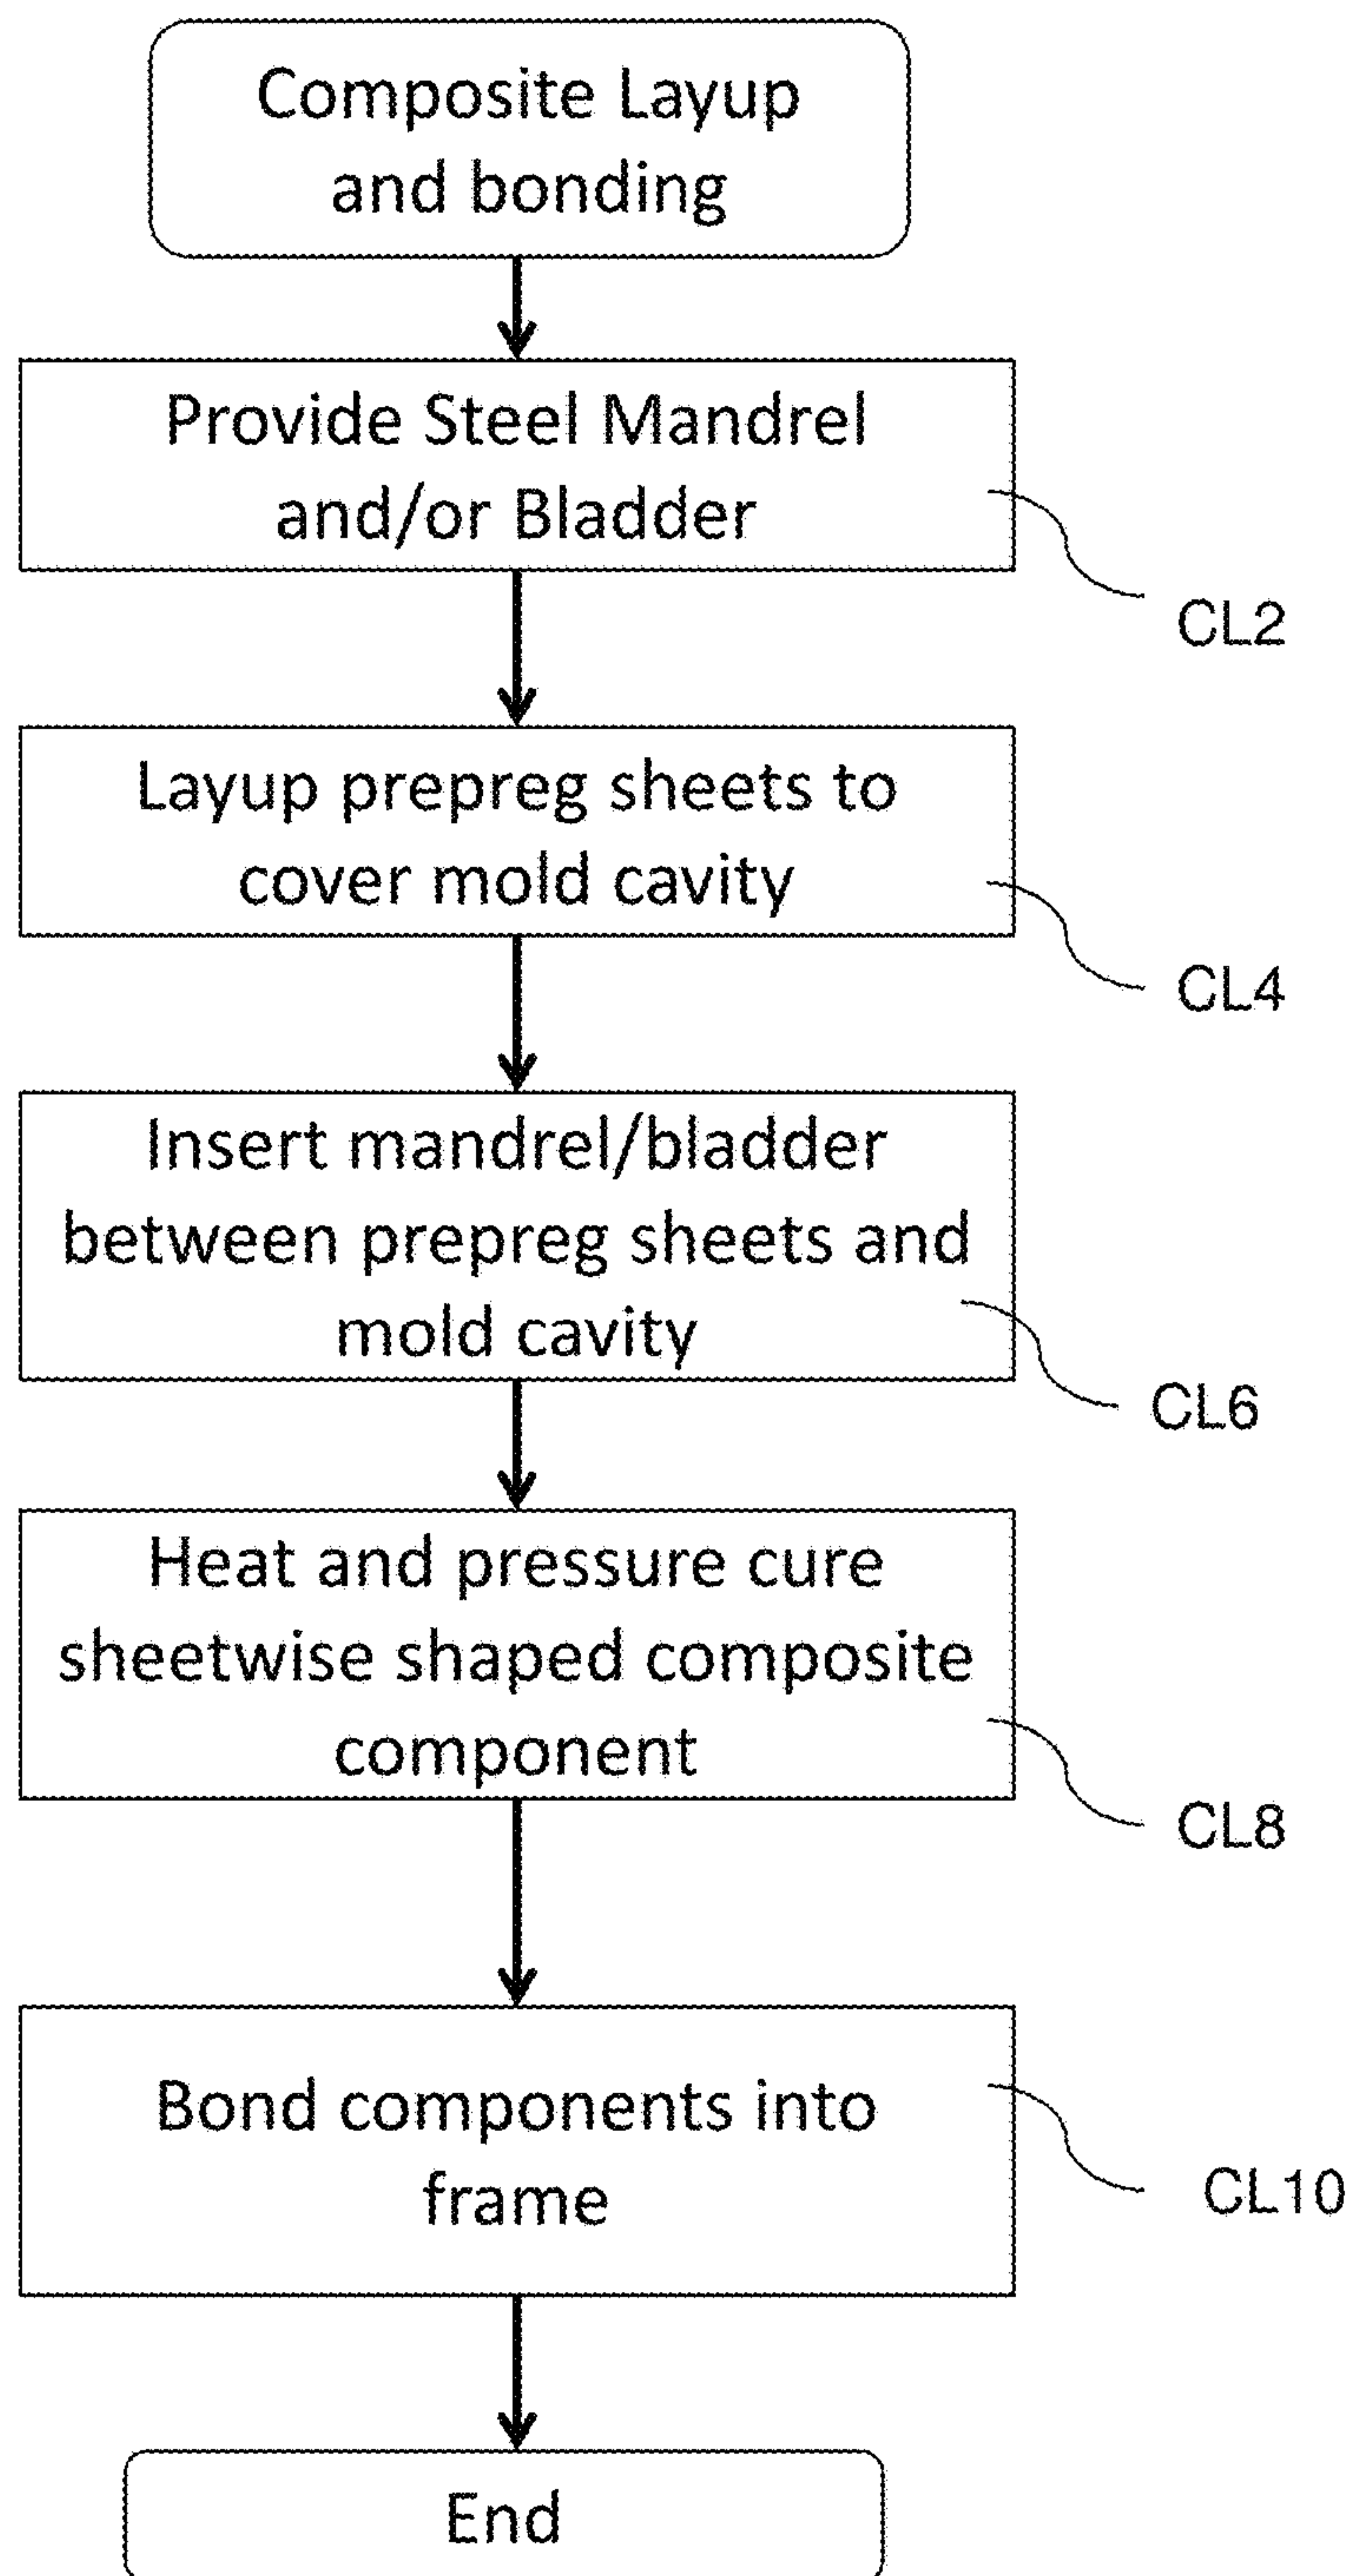 Composite Layup
and bonding
Provide Steel Mandrel
and/or Bladder
CL2
Layup prepreg sheets to
cover mold cavity
CL4
Insert mandrel/bladder
between prepreg sheets and
mold cavity
CL6
Heat and pressure cure
sheetwise shaped composite
component
CL8
Bond components into
frame
CL10
End